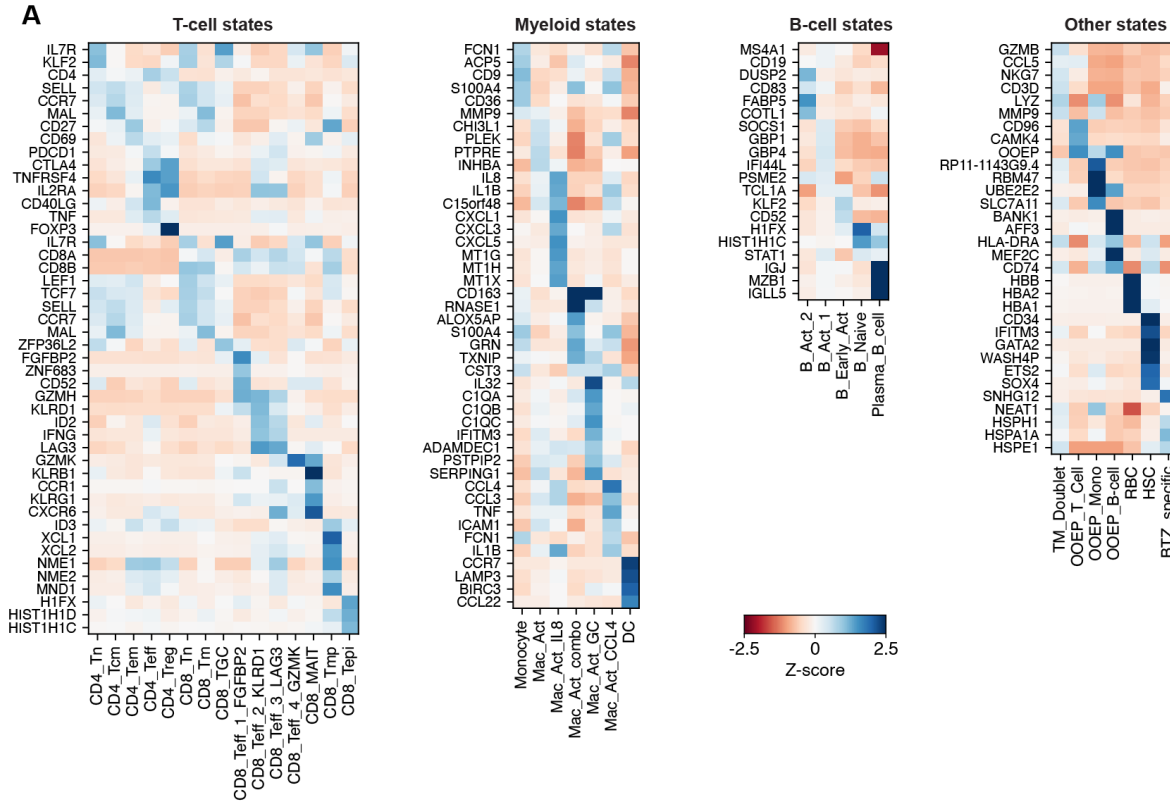 A
T-cell states
IL7R
KLF2
CD4
SELL
CCR7
MAL
CD27
CD69
PDCD1
CTLA4
TNFRSF4
IL2RA
CD40LG
TNF
FOXP3
IL7R
CD8A
CD8B
LEF1
TCF7
SELL
CCR7
MAL
ZFP36L2
FGFBP2
ZNF683
CD52
GZMH
KLRD1
ID2
IFNG
LAG3
GZMK
KLRB1
CCR1
KLRG1
CXCR6
ID3
XCL1
XCL2
NME1
NME2
MND1
H1FX
HIST1H1D
HIST1H1C
CD4_Tn
CD4_Tcm
CD4_Tem
CD4_Teff
CD4_Treg
CD8_Tn
CD8_Tm
CD8_TGC
CD8_Teff_1_FGFBP2
CD8_Teff_2_KLRD1
CD8_Teff_3_LAG3
CD8_Teff_4_GZMK
CD8_MAIT
CD8_Tmp
CD8_Tepi
Myeloid states
FCN1
ACP5
CD9
S100A4
CD36
MMP9
CHI3L1
PLEK
PTPRE
INHBA
IL8
IL1B
C15orf48
CXCL1
CXCL3
CXCL5
MT1G
MT1H
MT1X
CD163
RNASE1
ALOX5AP
S100A4
GRN
TXNIP
CST3
IL32
C1QA
C1QB
C1QC
IFITM3
ADAMDEC1
PSTPIP2
SERPING1
CCL4
CCL3
TNF
ICAM1
FCN1
IL1B
CCR7
LAMP3
BIRC3
CCL22
Monocyte
Mac_Act
Mac_Act_IL8
Mac_Act_combo
Mac_Act_GC
Mac_Act_CCL4
DC
B-cell states
MS4A1
CD19
DUSP2
CD83
FABP5
COTL1
SOCS1
GBP1
GBP4
IFI44L
PSME2
TCL1A
KLF2
CD52
H1FX
HIST1H1C
STAT1
IGJ
MZB1
IGLL5
B_Act_2
B_Act_1
B_Early_Act
B_Naive
Plasma_B_cell
-2.5
0
2.5
Z-score
Other states
GZMB
CCL5
NKG7
CD3D
LYZ
MMP9
CD96
CAMK4
OOEP
RP11-1143G9.4
RBM47
UBE2E2
SLC7A11
BANK1
AFF3
HLA-DRA
MEF2C
CD74
HBB
HBA2
HBA1
CD34
IFITM3
GATA2
WASH4P
ETS2
SOX4
SNHG12
NEAT1
HSPH1
HSPA1A
HSPE1
TM_Doublet
OOEP_T_Cell
OOEP_Mono
OOEP_B-cell
RBC
HSC